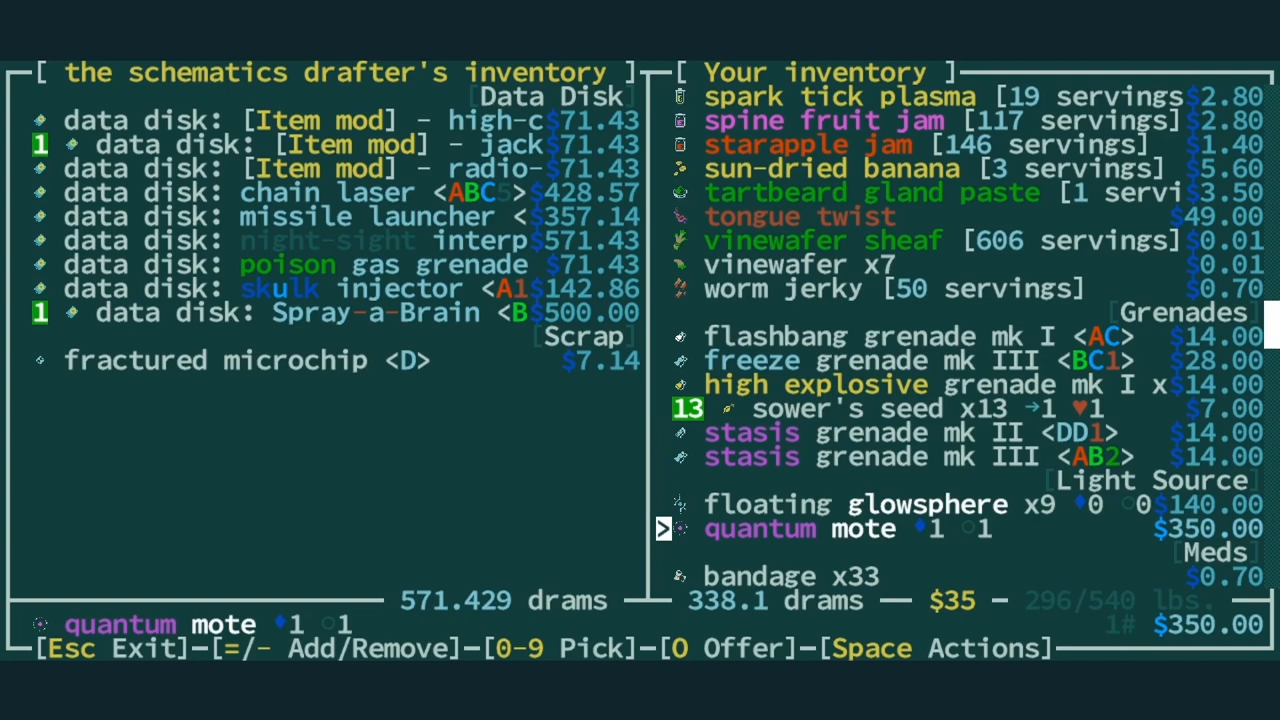 [ the schematics drafter's inventory ]
[Data Disk]
data disk: [Item mod] - high-c$71.43
1 data disk: [Item mod] - jack$71.43
data disk: [Item mod] - radio-$71.43
data disk: chain laser <ABC5>$428.57
data disk: missile launcher <$357.14
data disk: night-sight interp$571.43
data disk: poison gas grenade $71.43
data disk: skulk injector <A1$142.86
1 data disk: Spray-a-Brain <B$500.00
[Scrap]
fractured microchip <D> $7.14
571.429 drams
[ Your inventory ]
spark tick plasma [19 servings$2.80
spine fruit jam [117 servings]$2.80
starapple jam [146 servings] $1.40
sun-dried banana [3 servings] $5.60
tartbeard gland paste [1 servi$3.50
tongue twist $49.00
vinewafer sheaf [606 servings]$0.01
vinewafer x7 $0.01
worm jerky [50 servings] $0.70
[Grenades]
flashbang grenade mk I <AC> $14.00
freeze grenade mk III <BC1> $28.00
high explosive grenade mk I x$14.00
13 sower's seed x13 →1 ♥1 $7.00
stasis grenade mk II <DD1> $14.00
stasis grenade mk III <AB2> $14.00
[Light Source]
floating glowsphere x9 ♦0 ○0$140.00
> quantum mote ♦1 ○1 $350.00
[Meds]
bandage x33 $0.70
338.1 drams — $35 — 296/540 lbs.
quantum mote ♦1 ○1 1# $350.00
[Esc Exit]—[=/- Add/Remove]—[0-9 Pick]—[O Offer]—[Space Actions]